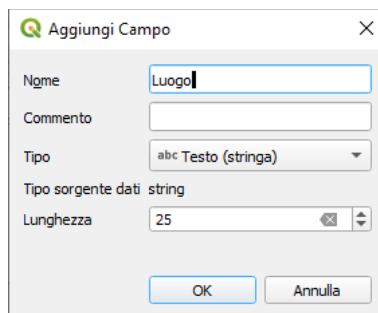 Aggiungi Campo
Nome Luogo
Commento
Tipo abc Testo (stringa)
Tipo sorgente dati string
Lunghezza 25
OK Annulla